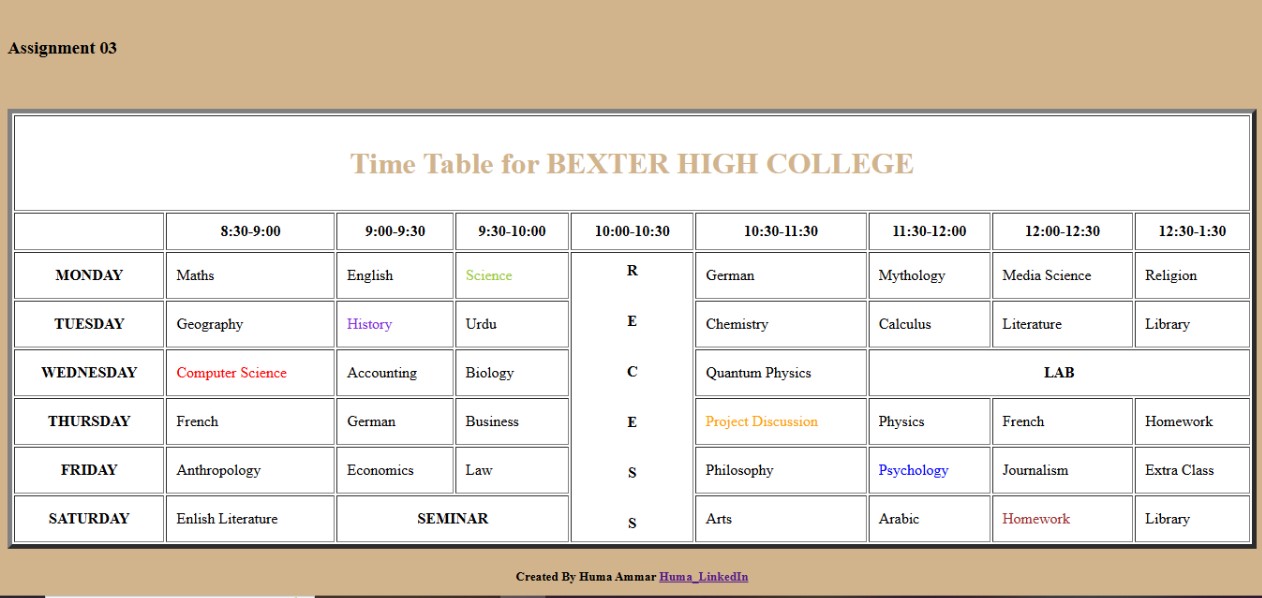 Assignment 03
Time Table for BEXTER HIGH COLLEGE
8:30-9:00 9:00-9:30 9:30-10:00 10:00-10:30 10:30-11:30 11:30-12:00 12:00-12:30 12:30-1:30
MONDAY Maths English Science R German Mythology Media Science Religion
TUESDAY Geography History Urdu E Chemistry Calculus Literature Library
WEDNESDAY Computer Science Accounting Biology C Quantum Physics LAB
THURSDAY French German Business E Project Discussion Physics French Homework
FRIDAY Anthropology Economics Law S Philosophy Psychology Journalism Extra Class
SATURDAY Enlish Literature SEMINAR S Arts Arabic Homework Library
Created By Huma Ammar Huma_LinkedIn